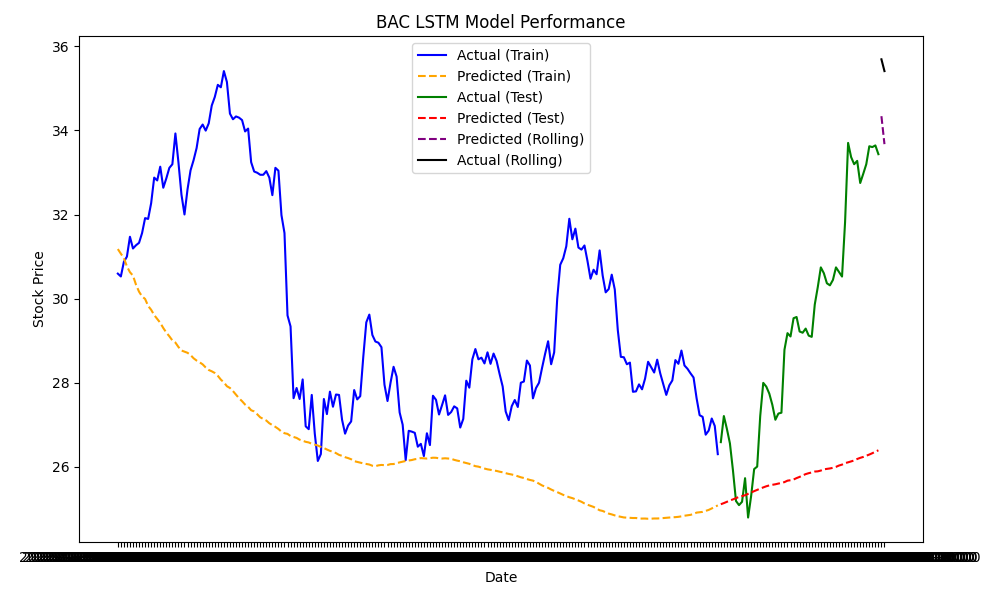 BAC LSTM Model Performance
Actual (Train)
Predicted (Train)
Actual (Test)
Predicted (Test)
Predicted (Rolling)
Actual (Rolling)
36
34
32
30
28
26
Stock Price
Date